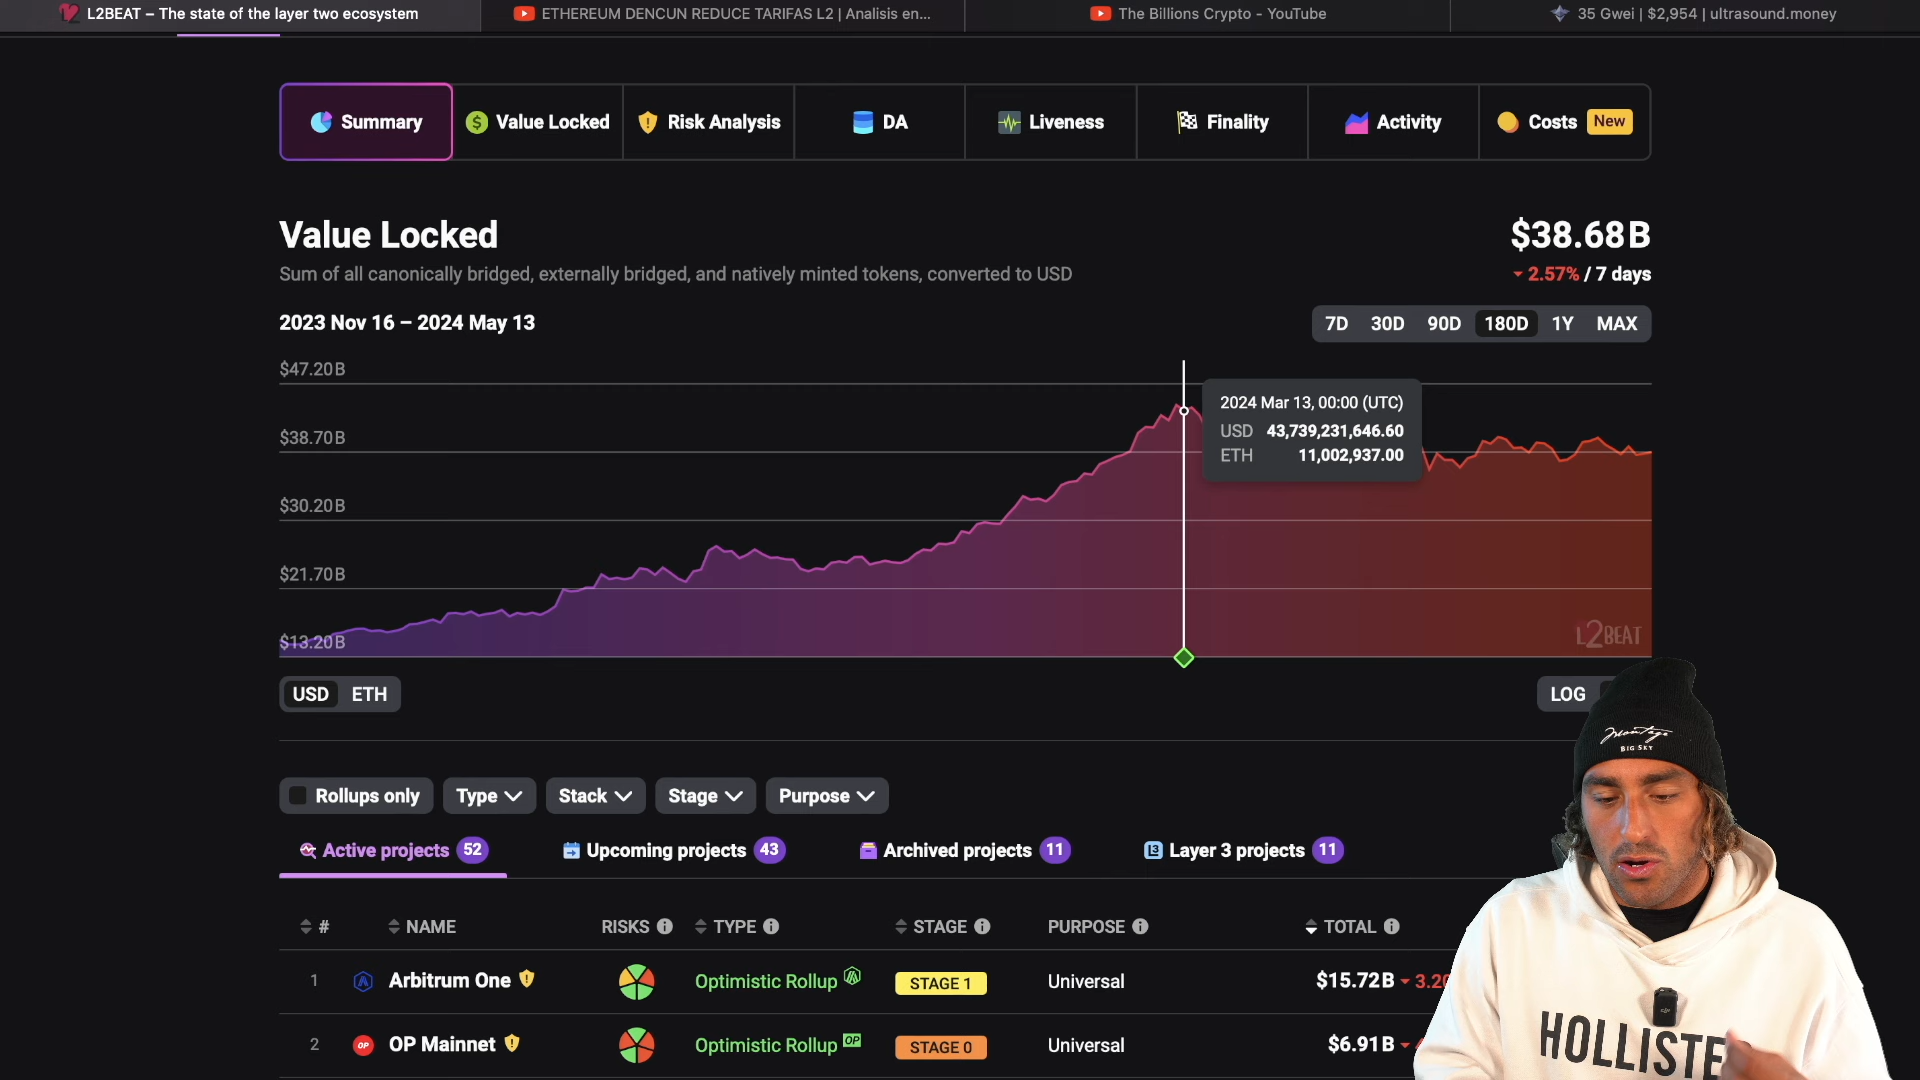 L2BEAT – The state of the layer two ecosystem
ETHEREUM DENCUN REDUCE TARIFAS L2 | Analisis en...
The Billions Crypto - YouTube
35 Gwei | $2,954 | ultrasound.money
Summary
Value Locked
Risk Analysis
DA
Liveness
Finality
Activity
Costs New
Value Locked
$38.68B
Sum of all canonically bridged, externally bridged, and natively minted tokens, converted to USD
2.57% / 7 days
2023 Nov 16 – 2024 May 13
7D 30D 90D 180D 1Y MAX
$47.20B
2024 Mar 13, 00:00 (UTC)
USD 43,739,231,646.60
ETH 11,002,937.00
$38.70B
$30.20B
$21.70B
$13.20B
L2BEAT
USD ETH
LOG
Rollups only
Type
Stack
Stage
Purpose
Active projects 52
Upcoming projects 43
Archived projects 11
Layer 3 projects 11
# NAME RISKS TYPE STAGE PURPOSE TOTAL
1 Arbitrum One Optimistic Rollup STAGE 1 Universal $15.72B
2 OP Mainnet Optimistic Rollup OP STAGE 0 Universal $6.91B
Montage
BIG SKY
HOLLISTE